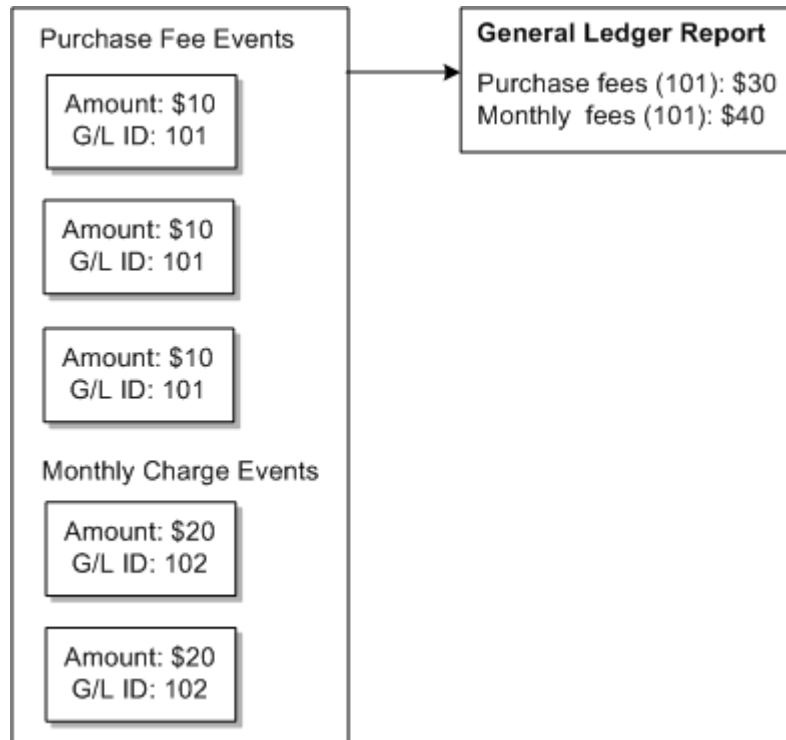 Purchase Fee Events
Amount: $10
G/L ID: 101
Amount: $10
G/L ID: 101
Amount: $10
G/L ID: 101
Monthly Charge Events
Amount: $20
G/L ID: 102
Amount: $20
G/L ID: 102
General Ledger Report
Purchase fees (101): $30
Monthly fees (101): $40